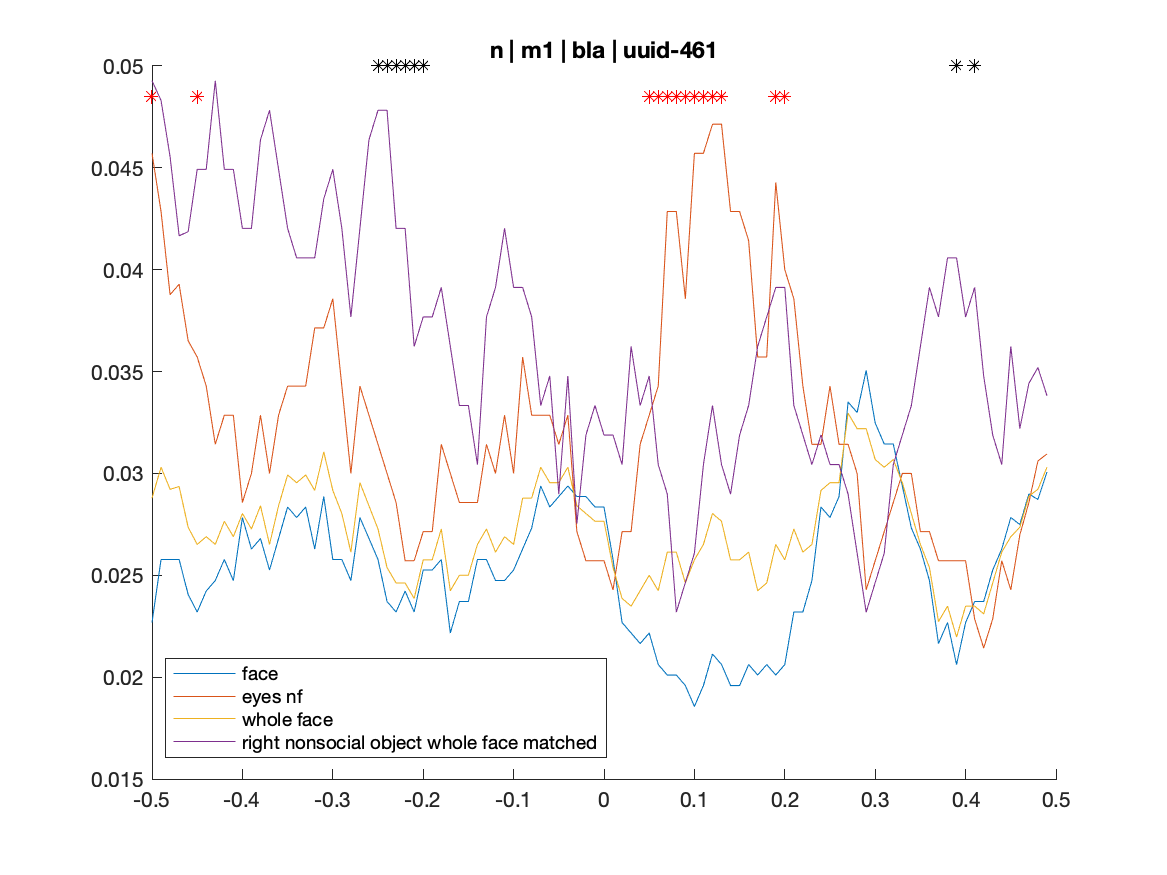 n | m1 | bla | uuid-461
0.05
0.045
0.04
0.035
0.03
0.025
0.02
0.015
face
eyes nf
whole face
right nonsocial object whole face matched
-0.5 -0.4 -0.3 -0.2 -0.1 0 0.1 0.2 0.3 0.4 0.5